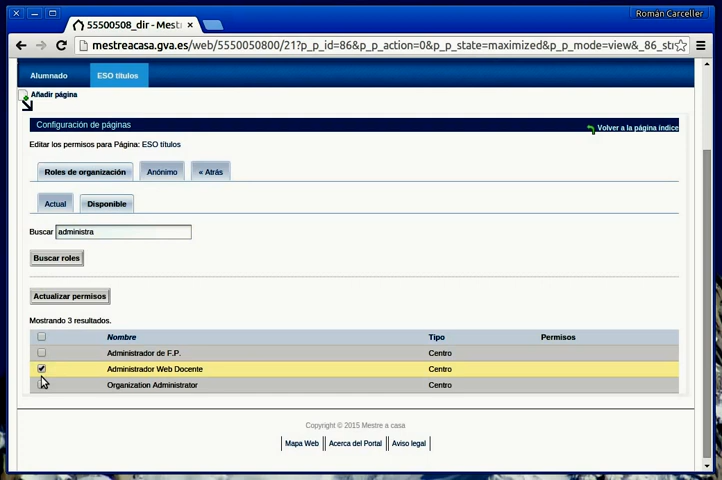 Román Carceller
55500508_dir - Mest
mestreacasa.gva.es/web/5550050800/21?p_p_id=86&p_p_action=0&p_p_state=maximized&p_p_mode=view&_86_st
Alumnado ESO títulos
Añadir página
Configuración de páginas
Volver a la página índice
Editar los permisos para Página: ESO títulos
Roles de organización Anónimo « Atrás
Actual Disponible
Buscar administra
Buscar roles
Actualizar permisos
Mostrando 3 resultados.
Nombre Tipo Permisos
Administrador de F.P. Centro
Administrador Web Docente Centro
Organization Administrator Centro
Copyright © 2015 Mestre a casa
Mapa Web Acerca del Portal Aviso legal